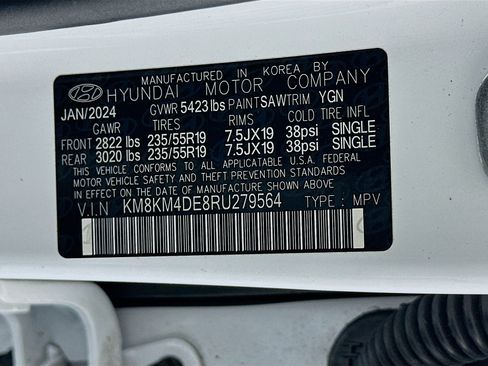 MANUFACTURED IN KOREA BY
HYUNDAI MOTOR COMPANY
JAN/2024 GVWR 5423 lbs PAINT SAW TRIM YGN
GAWR TIRES RIMS COLD TIRE INFL
FRONT 2822 lbs 235/55R19 7.5JX19 38psi SINGLE
REAR 3020 lbs 235/55R19 7.5JX19 38psi SINGLE
THIS VEHICLE CONFORMS TO ALL APPLICABLE U.S.A. FEDERAL
MOTOR VEHICLE SAFETY, BUMPER, AND THEFT PREVENTION
STANDARDS IN EFFECT ON THE DATE OF MANUFACTURE SHOWN ABOVE.
V.I.N KM8KM4DE8RU279564 TYPE : MPV